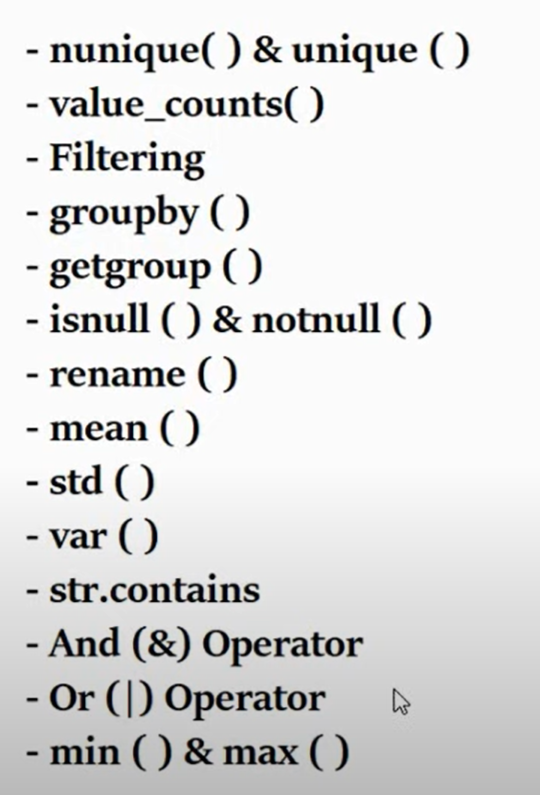 - nunique( ) & unique ( )
- value_counts( )
- Filtering
- groupby ( )
- getgroup ( )
- isnull ( ) & notnull ( )
- rename ( )
- mean ( )
- std ( )
- var ( )
- str.contains
- And (&) Operator
- Or (|) Operator
- min ( ) & max ( )